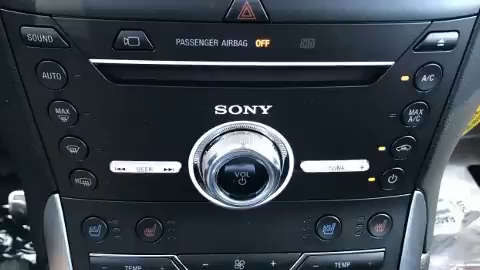 SOUND
PASSENGER AIRBAG OFF
AUTO
A/C
SONY
MAX
MAX A/C
SEEK
TUNE
VOL
TEMP
TEMP